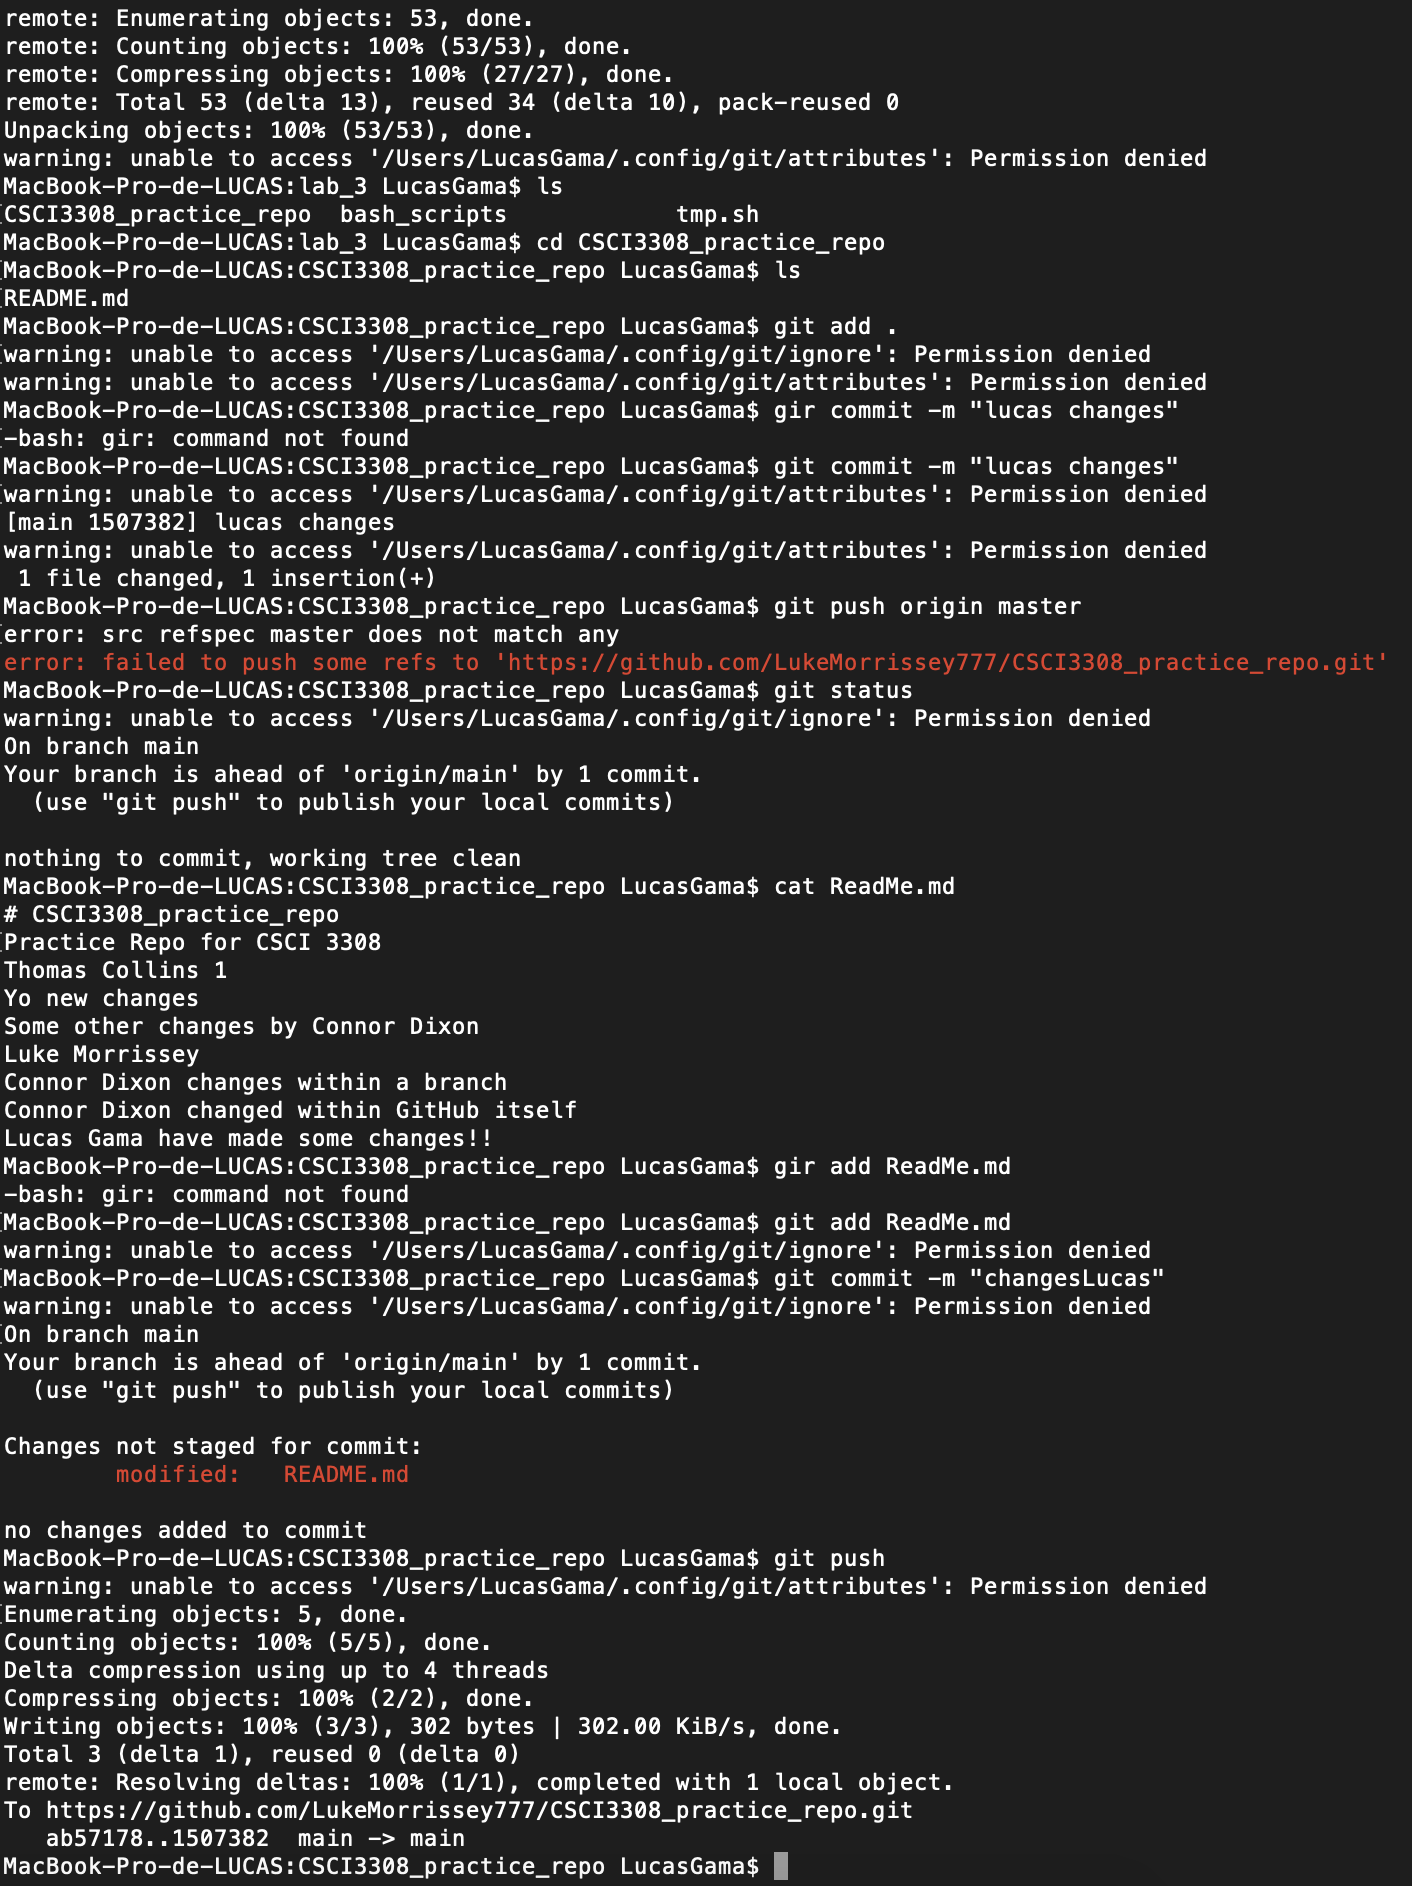 remote: Enumerating objects: 53, done.
remote: Counting objects: 100% (53/53), done.
remote: Compressing objects: 100% (27/27), done.
remote: Total 53 (delta 13), reused 34 (delta 10), pack-reused 0
Unpacking objects: 100% (53/53), done.
warning: unable to access '/Users/LucasGama/.config/git/attributes': Permission denied
MacBook-Pro-de-LUCAS:lab_3 LucasGama$ ls
CSCI3308_practice_repo  bash_scripts            tmp.sh
MacBook-Pro-de-LUCAS:lab_3 LucasGama$ cd CSCI3308_practice_repo
MacBook-Pro-de-LUCAS:CSCI3308_practice_repo LucasGama$ ls
README.md
MacBook-Pro-de-LUCAS:CSCI3308_practice_repo LucasGama$ git add .
warning: unable to access '/Users/LucasGama/.config/git/ignore': Permission denied
warning: unable to access '/Users/LucasGama/.config/git/attributes': Permission denied
MacBook-Pro-de-LUCAS:CSCI3308_practice_repo LucasGama$ gir commit -m "lucas changes"
-bash: gir: command not found
MacBook-Pro-de-LUCAS:CSCI3308_practice_repo LucasGama$ git commit -m "lucas changes"
warning: unable to access '/Users/LucasGama/.config/git/attributes': Permission denied
[main 1507382] lucas changes
warning: unable to access '/Users/LucasGama/.config/git/attributes': Permission denied
 1 file changed, 1 insertion(+)
MacBook-Pro-de-LUCAS:CSCI3308_practice_repo LucasGama$ git push origin master
error: src refspec master does not match any
error: failed to push some refs to 'https://github.com/LukeMorrissey777/CSCI3308_practice_repo.git'
MacBook-Pro-de-LUCAS:CSCI3308_practice_repo LucasGama$ git status
warning: unable to access '/Users/LucasGama/.config/git/ignore': Permission denied
On branch main
Your branch is ahead of 'origin/main' by 1 commit.
  (use "git push" to publish your local commits)
nothing to commit, working tree clean
MacBook-Pro-de-LUCAS:CSCI3308_practice_repo LucasGama$ cat ReadMe.md
# CSCI3308_practice_repo
Practice Repo for CSCI 3308
Thomas Collins 1
Yo new changes
Some other changes by Connor Dixon
Luke Morrissey
Connor Dixon changes within a branch
Connor Dixon changed within GitHub itself
Lucas Gama have made some changes!!
MacBook-Pro-de-LUCAS:CSCI3308_practice_repo LucasGama$ gir add ReadMe.md
-bash: gir: command not found
MacBook-Pro-de-LUCAS:CSCI3308_practice_repo LucasGama$ git add ReadMe.md
warning: unable to access '/Users/LucasGama/.config/git/ignore': Permission denied
MacBook-Pro-de-LUCAS:CSCI3308_practice_repo LucasGama$ git commit -m "changesLucas"
warning: unable to access '/Users/LucasGama/.config/git/ignore': Permission denied
On branch main
Your branch is ahead of 'origin/main' by 1 commit.
  (use "git push" to publish your local commits)
Changes not staged for commit:
        modified:   README.md
no changes added to commit
MacBook-Pro-de-LUCAS:CSCI3308_practice_repo LucasGama$ git push
warning: unable to access '/Users/LucasGama/.config/git/attributes': Permission denied
Enumerating objects: 5, done.
Counting objects: 100% (5/5), done.
Delta compression using up to 4 threads
Compressing objects: 100% (2/2), done.
Writing objects: 100% (3/3), 302 bytes | 302.00 KiB/s, done.
Total 3 (delta 1), reused 0 (delta 0)
remote: Resolving deltas: 100% (1/1), completed with 1 local object.
To https://github.com/LukeMorrissey777/CSCI3308_practice_repo.git
   ab57178..1507382  main -> main
MacBook-Pro-de-LUCAS:CSCI3308_practice_repo LucasGama$